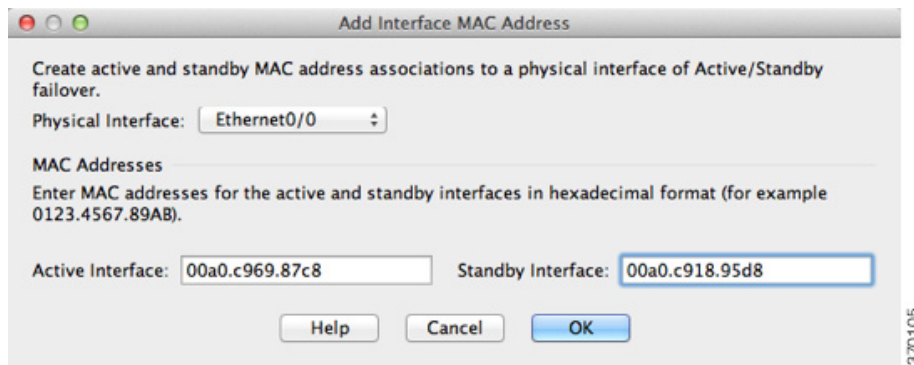 Add Interface MAC Address
Create active and standby MAC address associations to a physical interface of Active/Standby
failover.
Physical Interface: Ethernet0/0
MAC Addresses
Enter MAC addresses for the active and standby interfaces in hexadecimal format (for example
0123.4567.89AB).
Active Interface: 00a0.c969.87c8 Standby Interface: 00a0.c918.95d8
Help Cancel OK
370105